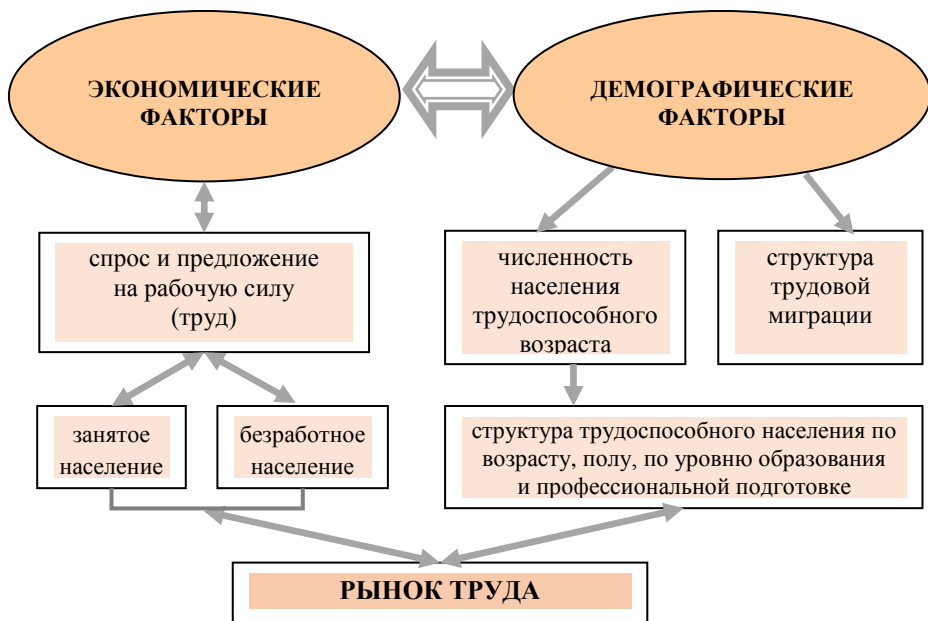 ЭКОНОМИЧЕСКИЕ
ФАКТОРЫ
ДЕМОГРАФИЧЕСКИЕ
ФАКТОРЫ
спрос и предложение
на рабочую силу
(труд)
численность
населения
трудоспособного
возраста
структура
трудовой
миграции
занятое
население
безработное
население
структура трудоспособного населения по
возрасту, полу, по уровню образования
и профессиональной подготовке
РЫНОК ТРУДА